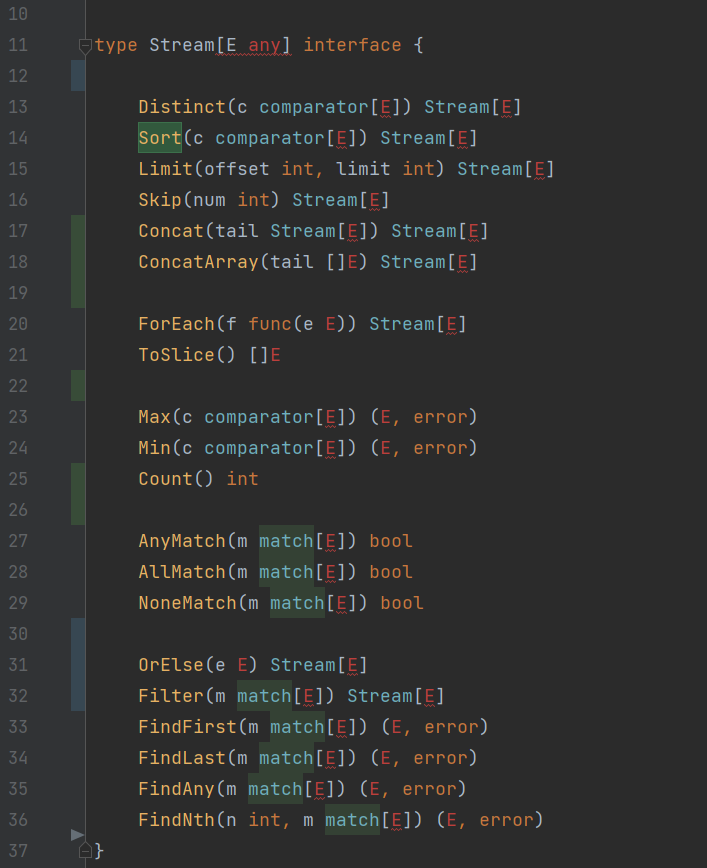 10
11 type Stream[E any] interface {
12
13 Distinct(c comparator[E]) Stream[E]
14 Sort(c comparator[E]) Stream[E]
15 Limit(offset int, limit int) Stream[E]
16 Skip(num int) Stream[E]
17 Concat(tail Stream[E]) Stream[E]
18 ConcatArray(tail []E) Stream[E]
19
20 ForEach(f func(e E)) Stream[E]
21 ToSlice() []E
22
23 Max(c comparator[E]) (E, error)
24 Min(c comparator[E]) (E, error)
25 Count() int
26
27 AnyMatch(m match[E]) bool
28 AllMatch(m match[E]) bool
29 NoneMatch(m match[E]) bool
30
31 OrElse(e E) Stream[E]
32 Filter(m match[E]) Stream[E]
33 FindFirst(m match[E]) (E, error)
34 FindLast(m match[E]) (E, error)
35 FindAny(m match[E]) (E, error)
36 FindNth(n int, m match[E]) (E, error)
37 }